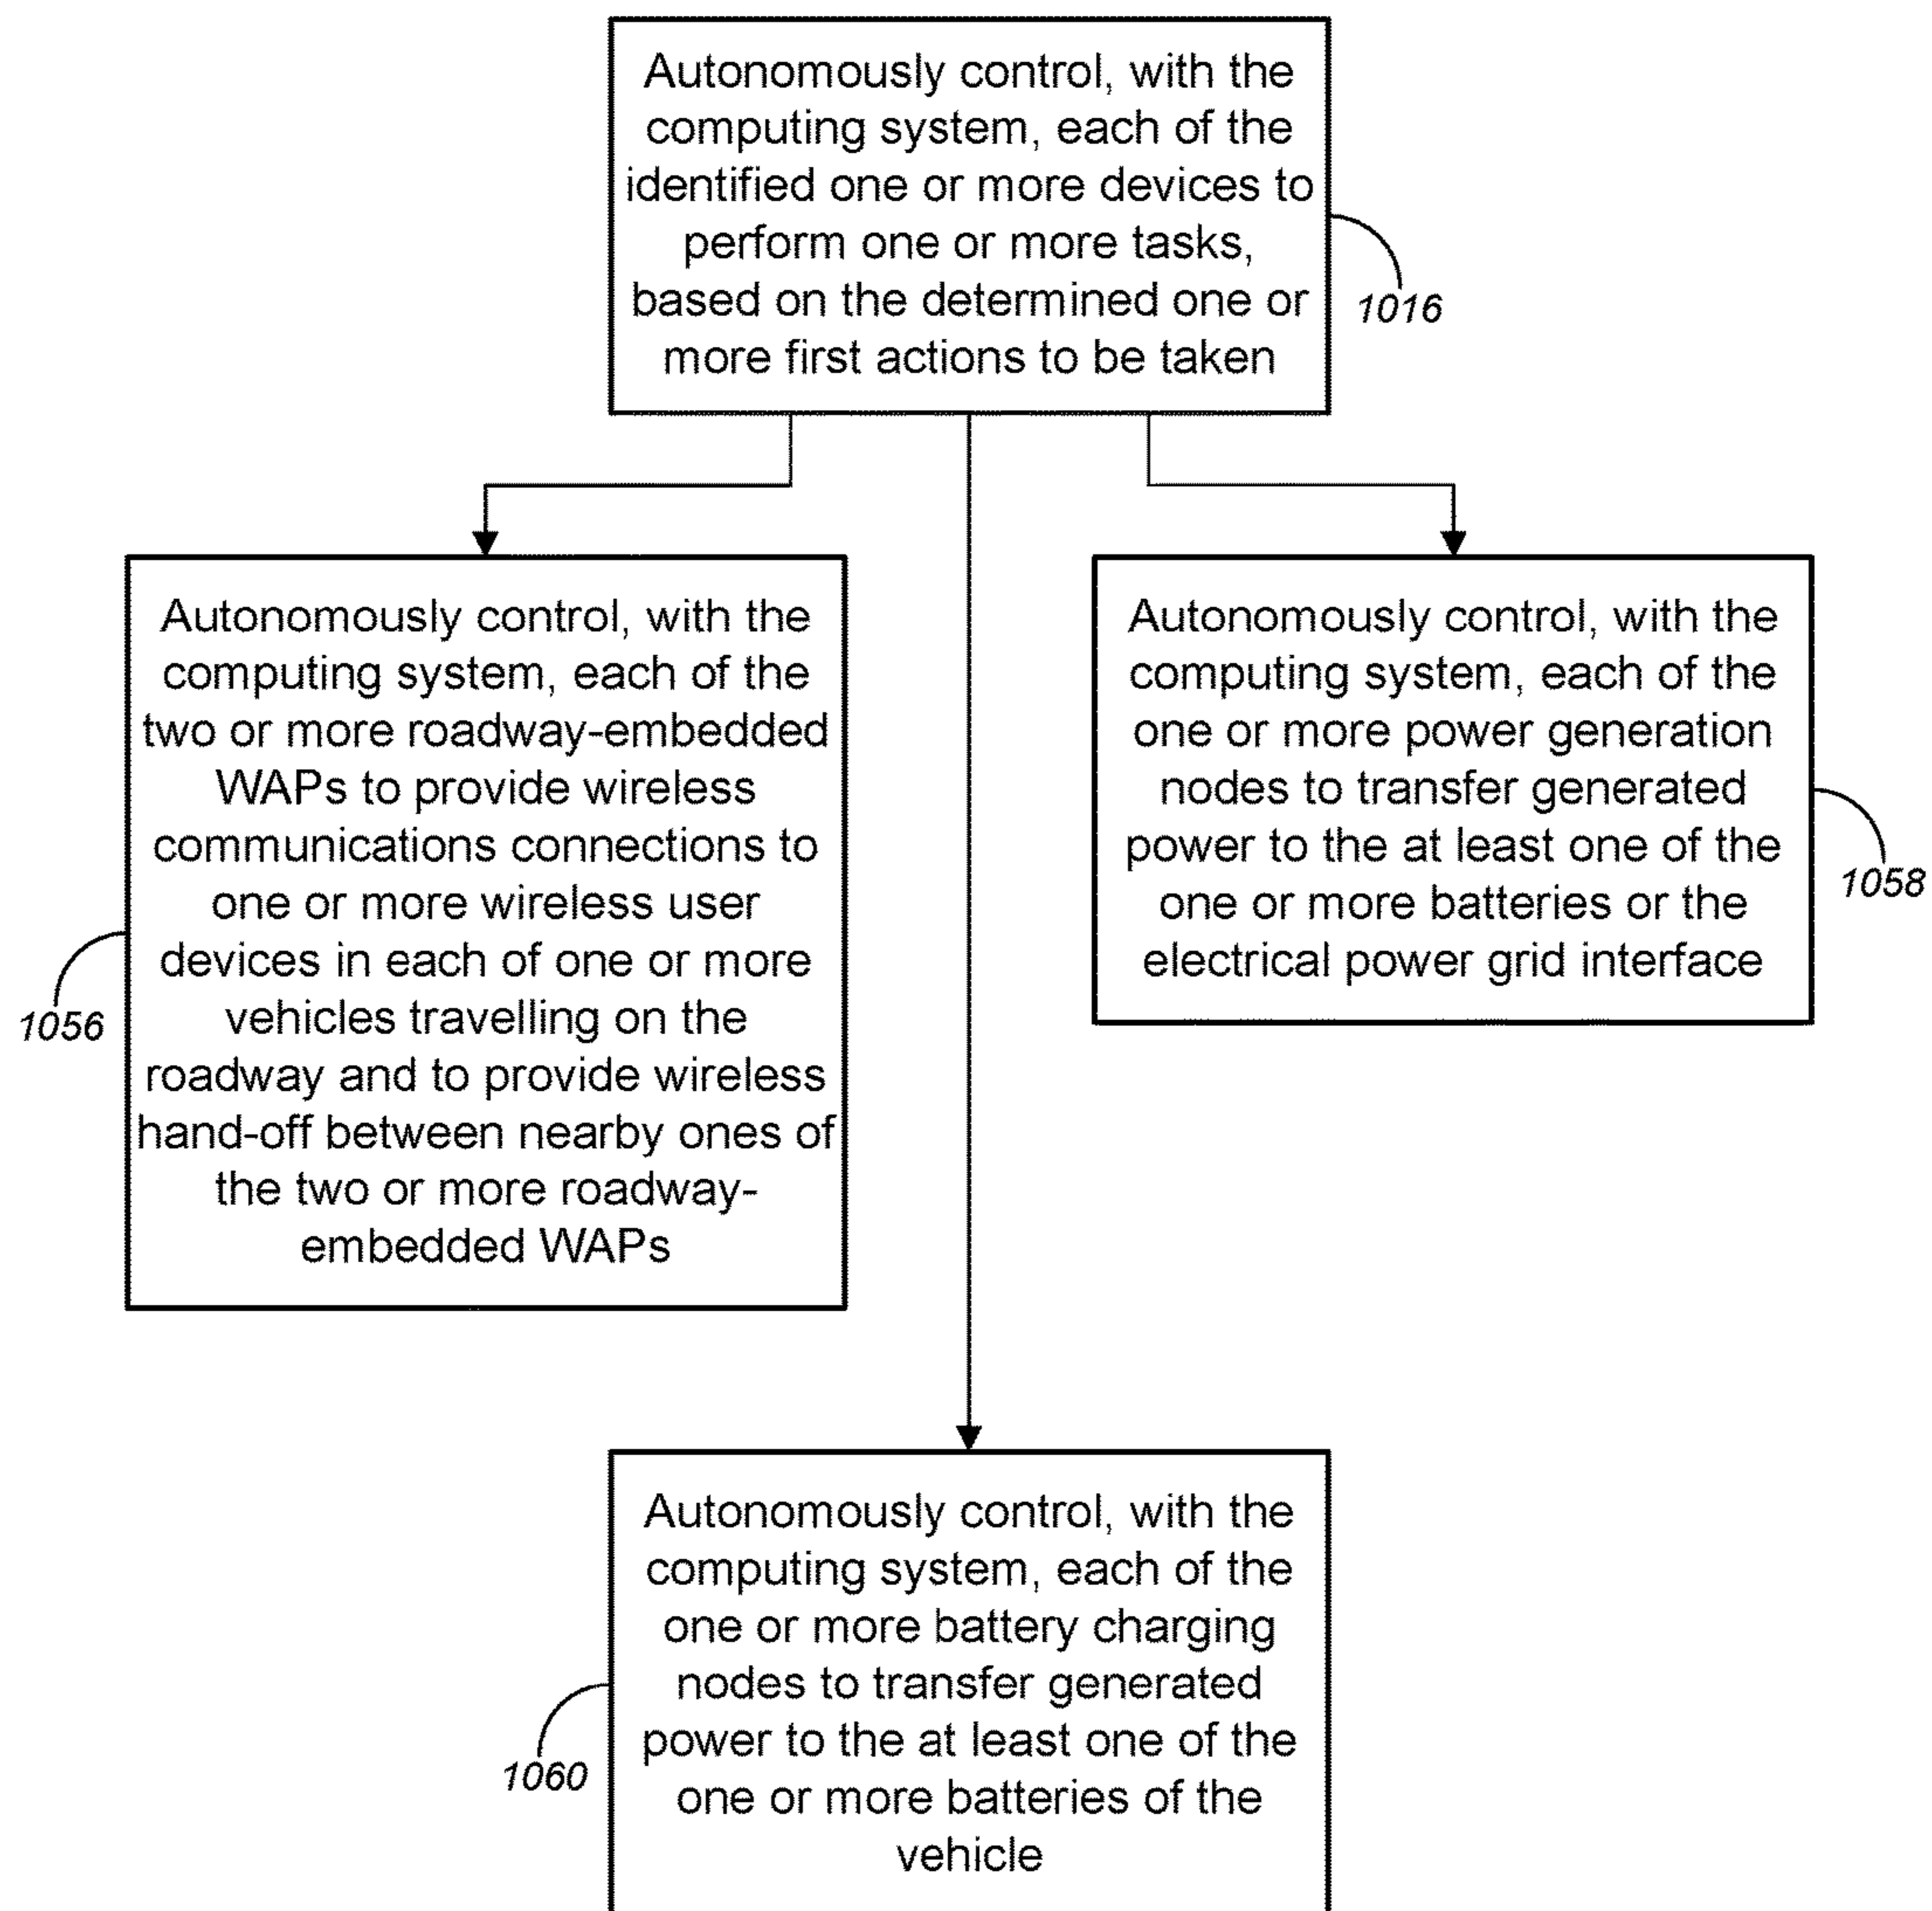 Autonomously control, with the
computing system, each of the
identified one or more devices to
perform one or more tasks,
based on the determined one or
more first actions to be taken
1016
Autonomously control, with the
computing system, each of the
two or more roadway-embedded
WAPs to provide wireless
communications connections to
one or more wireless user
devices in each of one or more
vehicles travelling on the
roadway and to provide wireless
hand-off between nearby ones of
the two or more roadway-
embedded WAPs
1056
Autonomously control, with the
computing system, each of the
one or more power generation
nodes to transfer generated
power to the at least one of the
one or more batteries or the
electrical power grid interface
1058
Autonomously control, with the
computing system, each of the
one or more battery charging
nodes to transfer generated
power to the at least one of the
one or more batteries of the
vehicle
1060